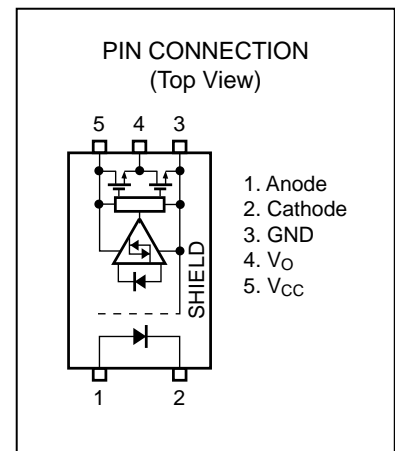 PIN CONNECTION
(Top View)
5 4 3
1. Anode
2. Cathode
3. GND
4. VO
5. VCC
SHIELD
1 2